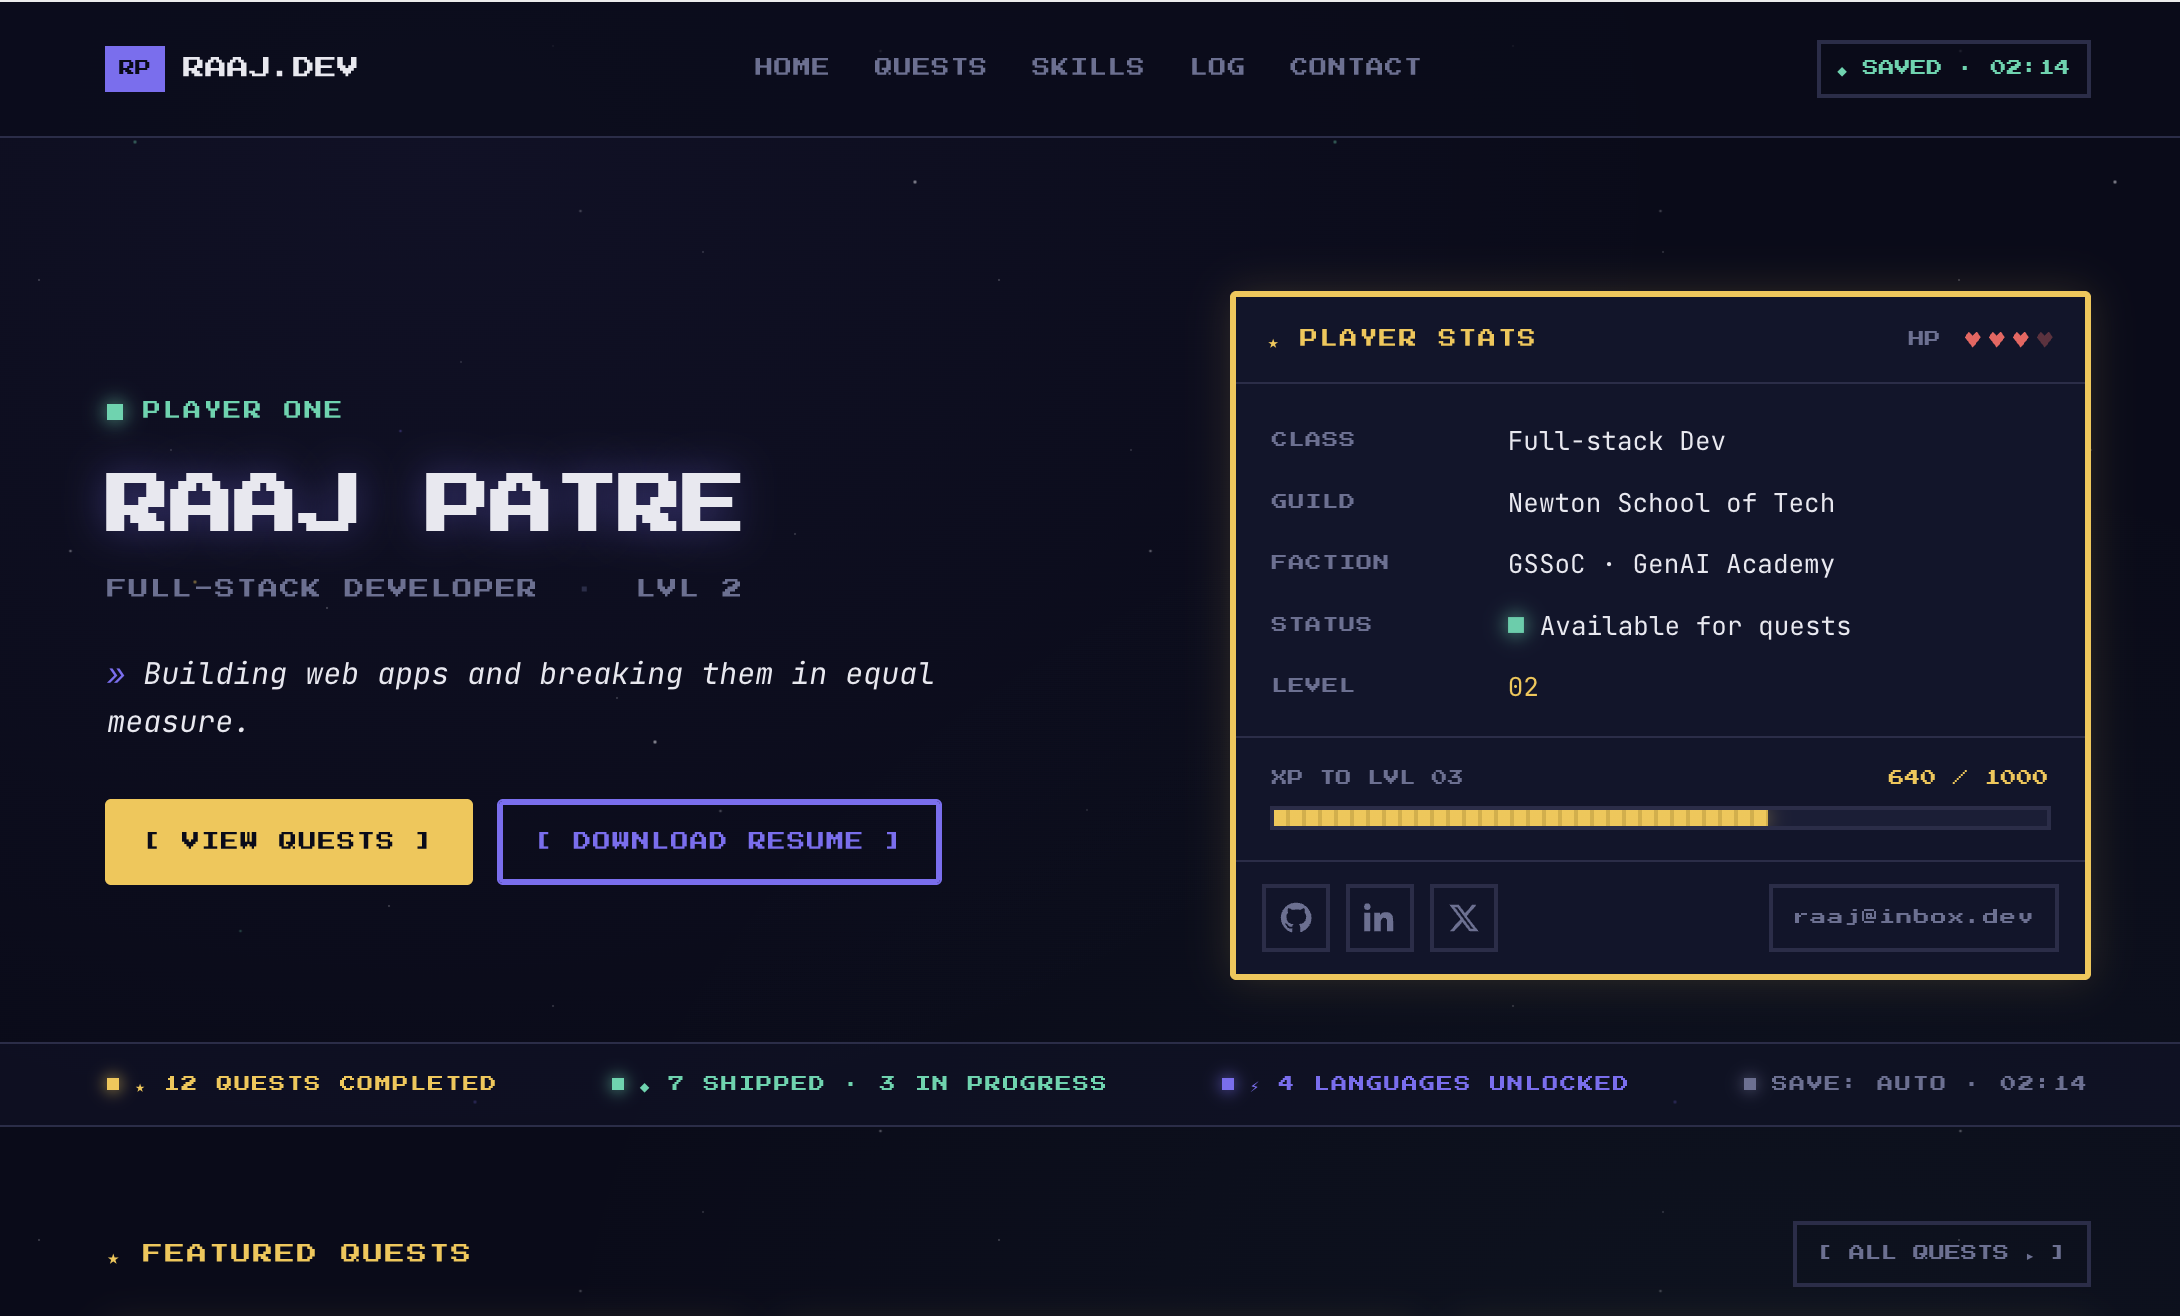 RP RAAJ.DEV
HOME QUESTS SKILLS LOG CONTACT
◆ SAVED · 02:14
■ PLAYER ONE
RAAJ PATRE
FULL-STACK DEVELOPER · LVL 2
» Building web apps and breaking them in equal
measure.
[ VIEW QUESTS ] [ DOWNLOAD RESUME ]
★ PLAYER STATS HP ♥♥♥♥
CLASS Full-stack Dev
GUILD Newton School of Tech
FACTION GSSoC · GenAI Academy
STATUS ■ Available for quests
LEVEL 02
XP TO LVL 03 640 / 1000
in X raaj@inbox.dev
■ ★ 12 QUESTS COMPLETED ■ ◆ 7 SHIPPED · 3 IN PROGRESS ■ ⚡ 4 LANGUAGES UNLOCKED ■ SAVE: AUTO · 02:14
★ FEATURED QUESTS [ ALL QUESTS ▸ ]